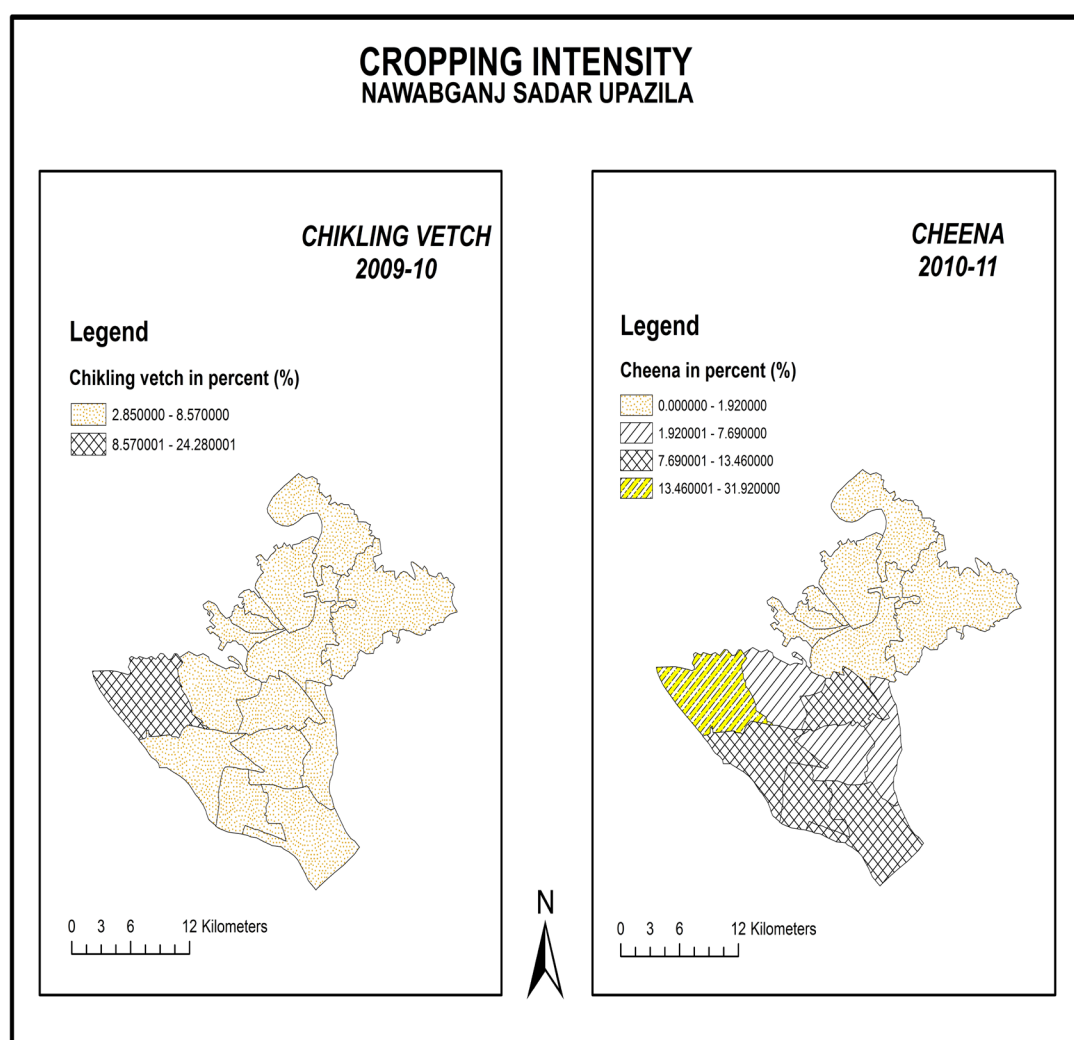 CROPPING INTENSITY
NAWABGANJ SADAR UPAZILA
CHIKLING VETCH
2009-10
Legend
Chikling vetch in percent (%)
2.850000 - 8.570000
8.570001 - 24.280001
0 3 6 12 Kilometers
N
CHEENA
2010-11
Legend
Cheena in percent (%)
0.000000 - 1.920000
1.920001 - 7.690000
7.690001 - 13.460000
13.460001 - 31.920000
0 3 6 12 Kilometers